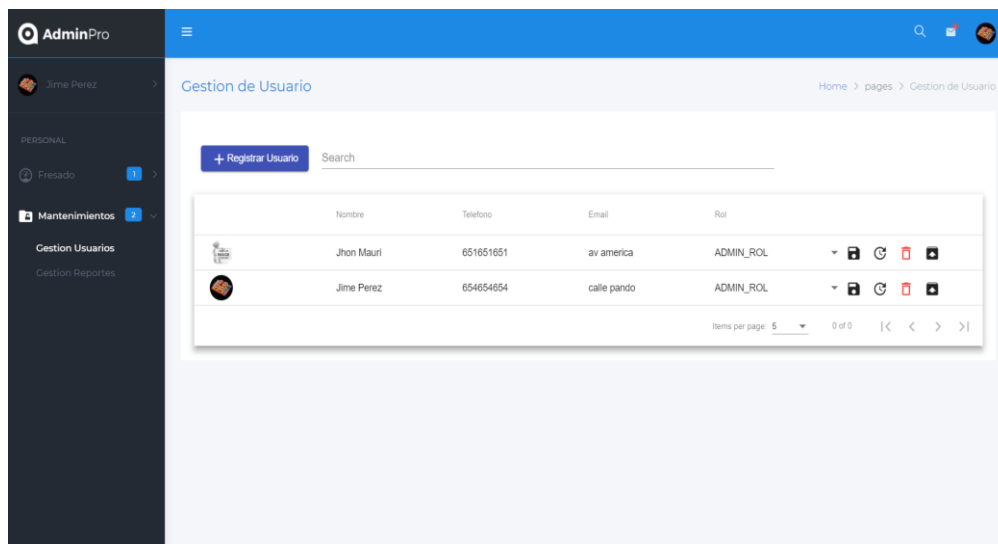 AdminPro
Jime Perez
Gestion de Usuario
Home > pages > Gestion de Usuario
PERSONAL
Fresado 1
Mantenimientos 2
Gestion Usuarios
Gestion Reportes
+ Registrar Usuario Search
Nombre Telefono Email Rol
Jhon Mauri 651651651 av america ADMIN_ROL
Jime Perez 654654654 calle pando ADMIN_ROL
Items per page: 5 0 of 0